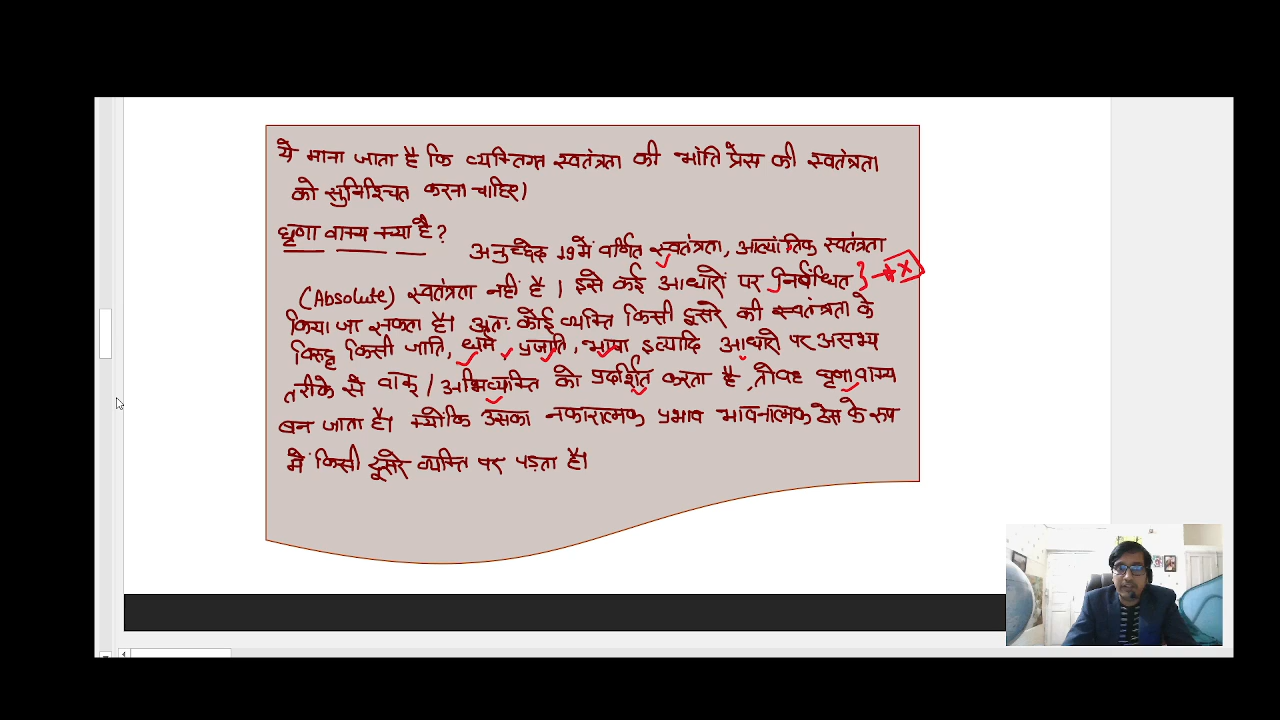 ये माना जाता है कि व्यक्तिगत स्वतंत्रता की भांति प्रेस की स्वतंत्रता
को सुनिश्चित करना चाहिए।
घृणा वाक्य क्या है?
अनुच्छेद 19 में वर्णित स्वतंत्रता, आत्यांतिक स्वतंत्रता
(Absolute) स्वतंत्रता नहीं है। इसे कई आधारों पर निर्बंधित
किया जा सकता है। अतः कोई व्यक्ति किसी दूसरे की स्वतंत्रता के
विरुद्ध किसी जाति, धर्म, प्रजाति, भाषा इत्यादि आधारों पर असभ्य
तरीके से वाक् / अभिव्यक्ति को प्रदर्शित करता है, तो वह घृणा वाक्य
बन जाता है। क्योंकि उसका नकारात्मक प्रभाव भावनात्मक ठेस के रूप
में किसी दूसरे व्यक्ति पर पड़ता है।